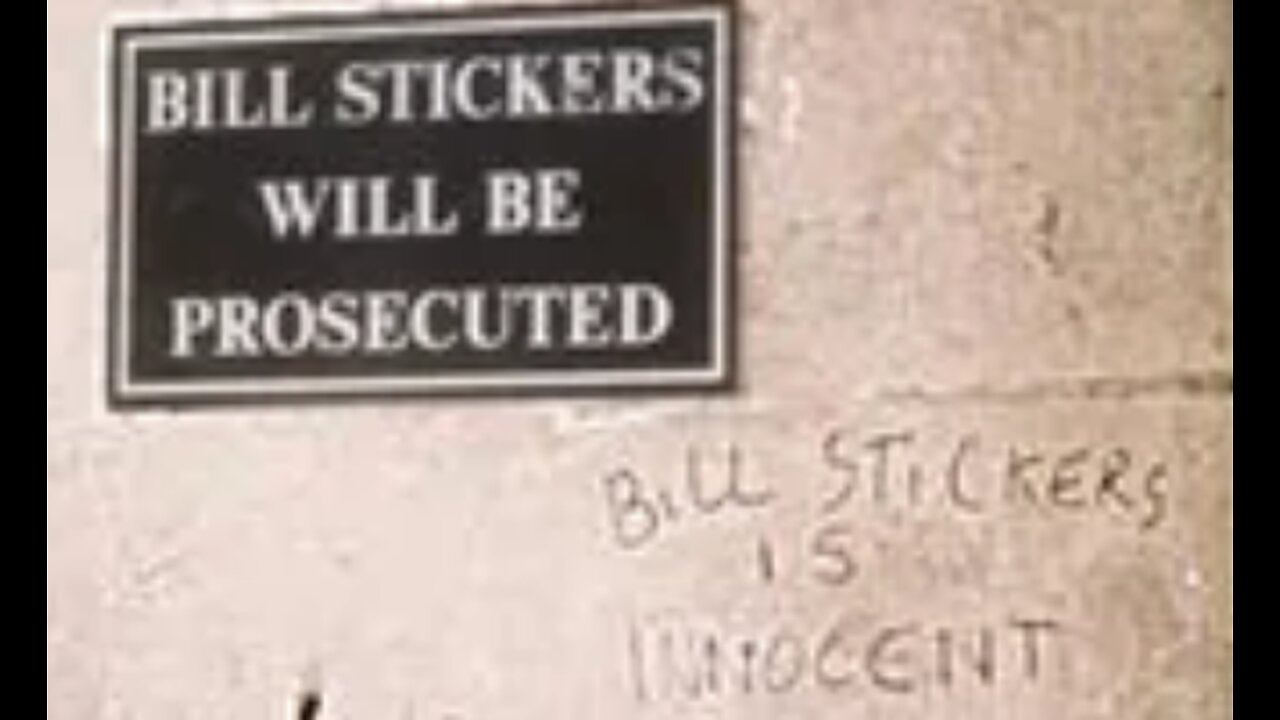 BILL STICKERS
WILL BE
PROSECUTED
BiLL STiCKERS
iS
INNOCENT